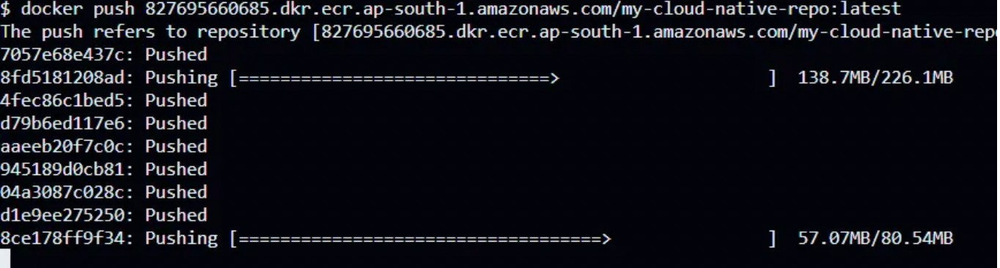 $ docker push 827695660685.dkr.ecr.ap-south-1.amazonaws.com/my-cloud-native-repo:latest
The push refers to repository [827695660685.dkr.ecr.ap-south-1.amazonaws.com/my-cloud-native-repo
7057e68e437c: Pushed
8fd5181208ad: Pushing [==============================>                    ]  138.7MB/226.1MB
4fec86c1bed5: Pushed
d79b6ed117e6: Pushed
aaeeb20f7c0c: Pushed
945189d0cb81: Pushed
04a3087c028c: Pushed
d1e9ee275250: Pushed
8ce178ff9f34: Pushing [===================================>               ]  57.07MB/80.54MB